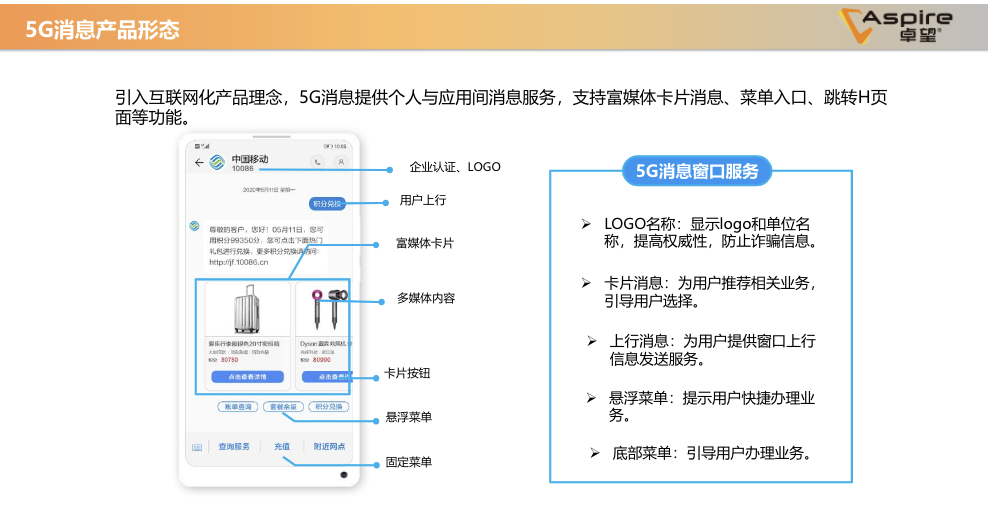 5G消息产品形态
Aspire
卓望®
引入互联网化产品理念，5G消息提供个人与应用间消息服务，支持富媒体卡片消息、菜单入口、跳转H页
面等功能。
10:06
中国移动
10086
2020年5月11日 星期一
积分兑换
尊敬的客户，您好！05月11日，您可
用积分99350分，您可点击下面热门
礼包进行兑换，更多积分兑换请访问:
http://jf.10086.cn
积分 30750
点击查看详情
Dyson
积分 80990
点击查看
账单查询
套餐余量
积分兑换
查询服务
充值
附近网点
企业认证、LOGO
用户上行
富媒体卡片
多媒体内容
卡片按钮
悬浮菜单
固定菜单
5G消息窗口服务
➢ LOGO名称：显示logo和单位名
称，提高权威性，防止诈骗信息。
➢ 卡片消息：为用户推荐相关业务，
引导用户选择。
➢ 上行消息：为用户提供窗口上行
信息发送服务。
➢ 悬浮菜单：提示用户快捷办理业
务。
➢ 底部菜单：引导用户办理业务。